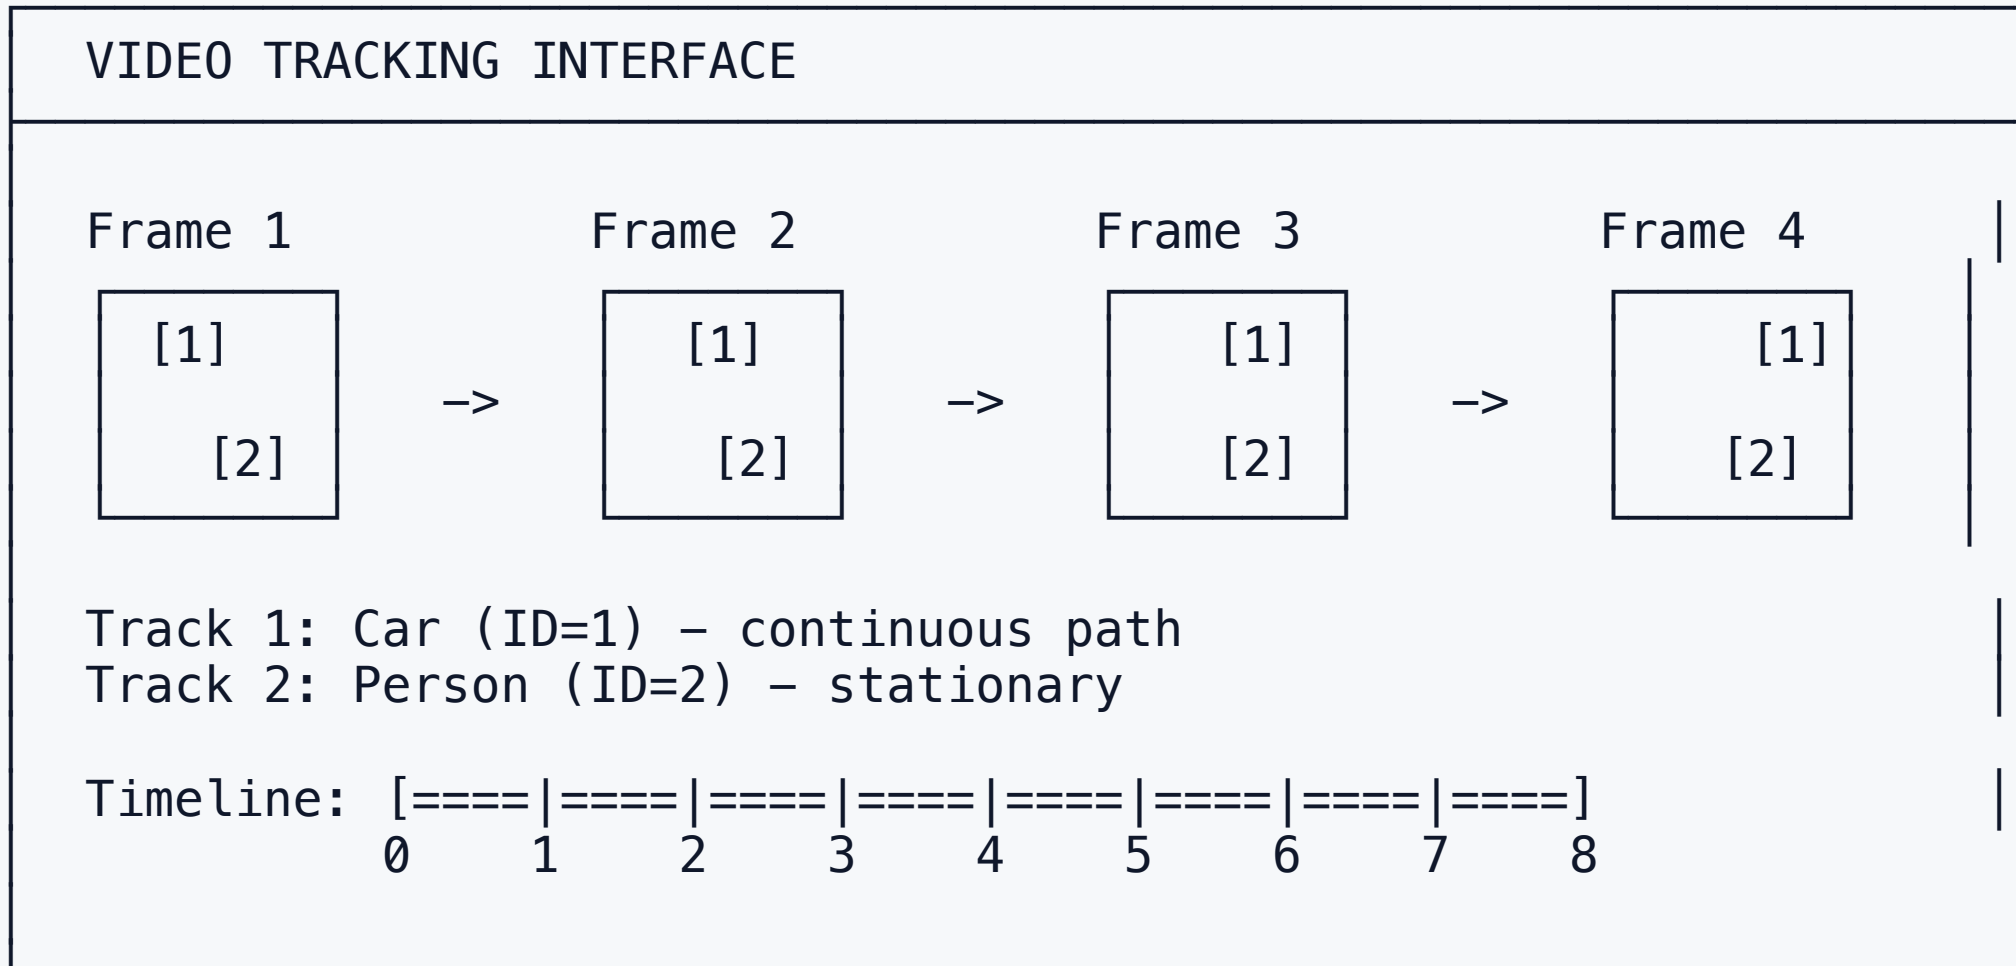 VIDEO TRACKING INTERFACE
Frame 1 Frame 2 Frame 3 Frame 4
[1] [1] [1] [1]
—> —> —>
[2] [2] [2] [2]
Track 1: Car (ID=1) – continuous path
Track 2: Person (ID=2) – stationary
Timeline: [====|====|====|====|====|====|====|====]
0 1 2 3 4 5 6 7 8